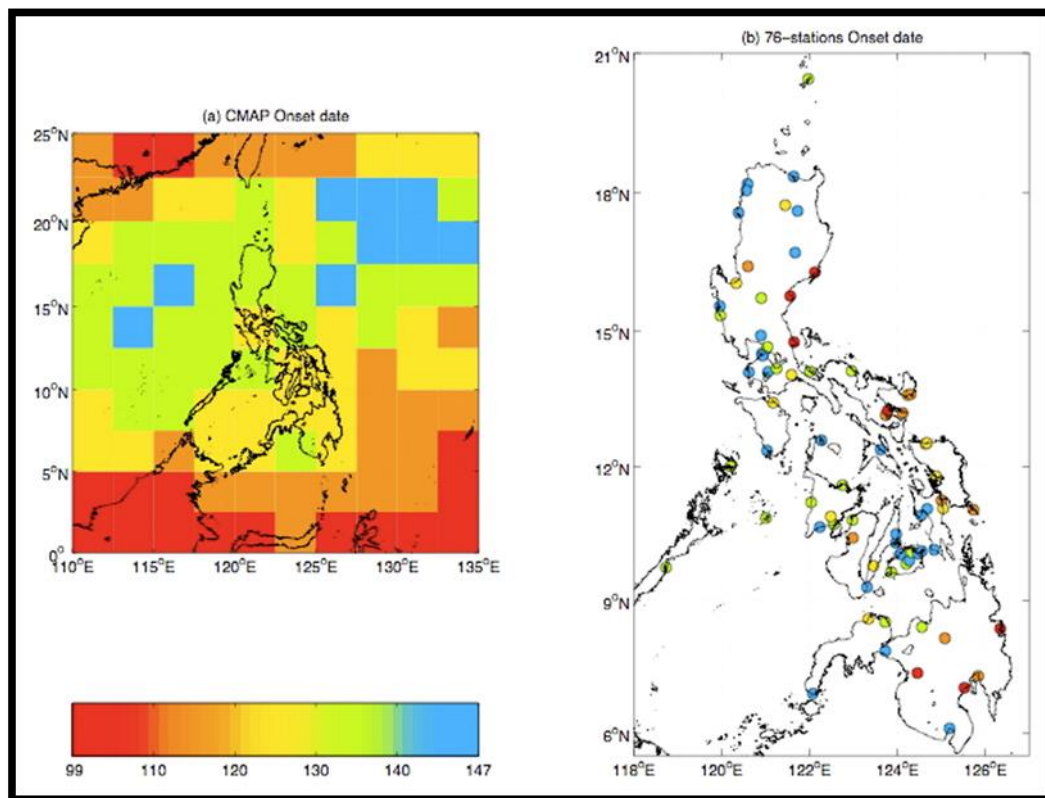 (a) CMAP Onset date
25°N
20°N
15°N
10°N
5°N
0°
110°E 115°E 120°E 125°E 130°E 135°E
99 110 120 130 140 147
(b) 76-stations Onset date
21°N
18°N
15°N
12°N
9°N
6°N
118°E 120°E 122°E 124°E 126°E